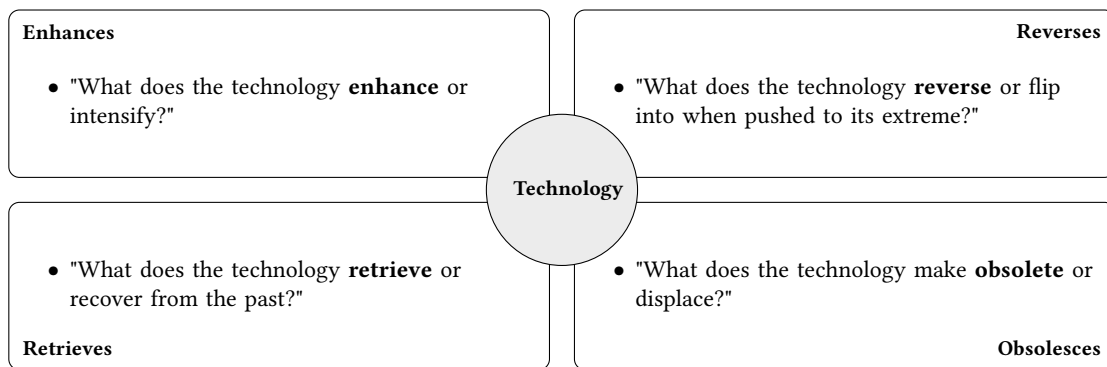 Enhances
• "What does the technology enhance or
intensify?"
Reverses
• "What does the technology reverse or flip
into when pushed to its extreme?"
Technology
• "What does the technology retrieve or
recover from the past?"
Retrieves
• "What does the technology make obsolete or
displace?"
Obsolesces